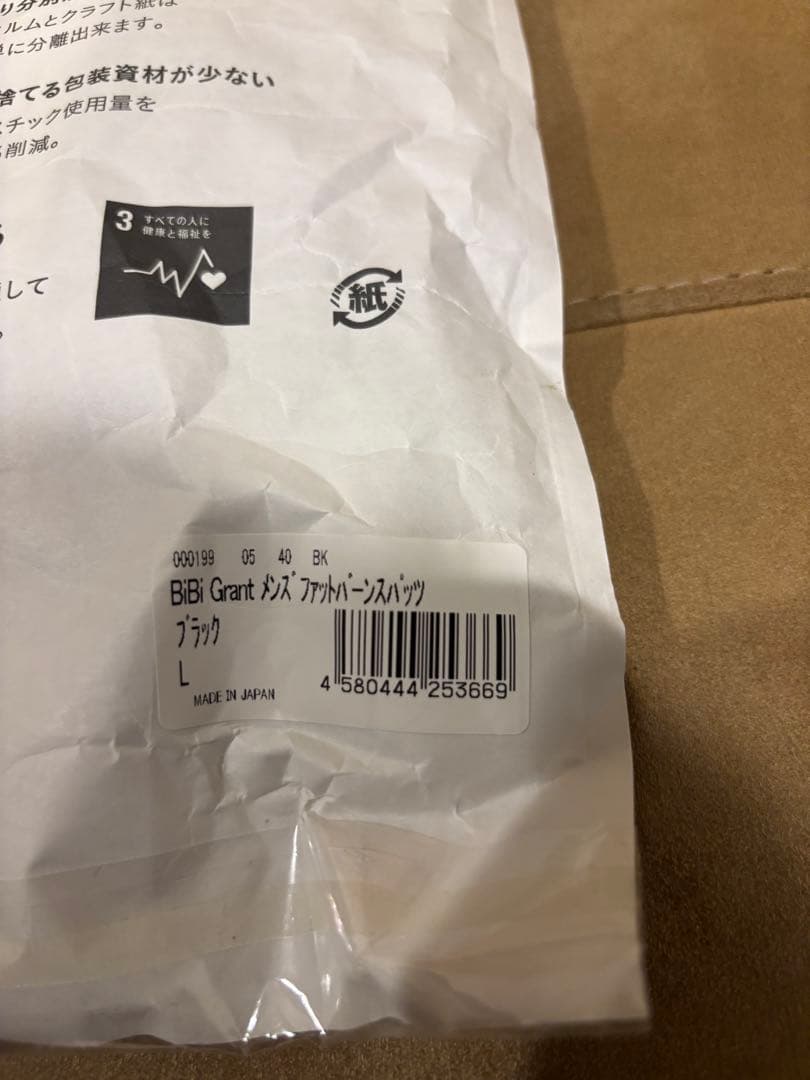 ルムとクラフト紙は
に分離出来ます。
捨てる包装資材が少ない
チック使用量を
削減。
3 すべての人に
健康と福祉を
して
紙
000199 05 40 BK
BiBi Grant ﾒﾝｽﾞ ﾌｧｯﾄﾊﾞｰﾝｽﾊﾟｯﾂ
ﾌﾞﾗｯｸ
L
MADE IN JAPAN
4 580444 253669